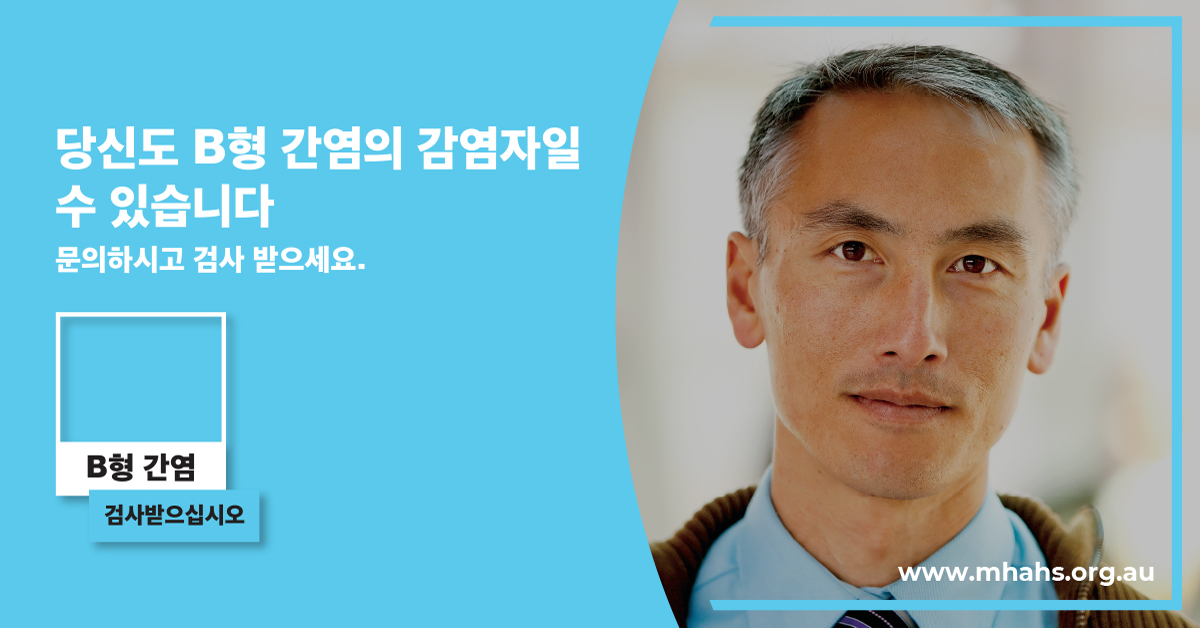 당신도 B형 간염의 감염자일
수 있습니다
문의하시고 검사 받으세요.
B형 간염
검사받으십시오
www.mhahs.org.au